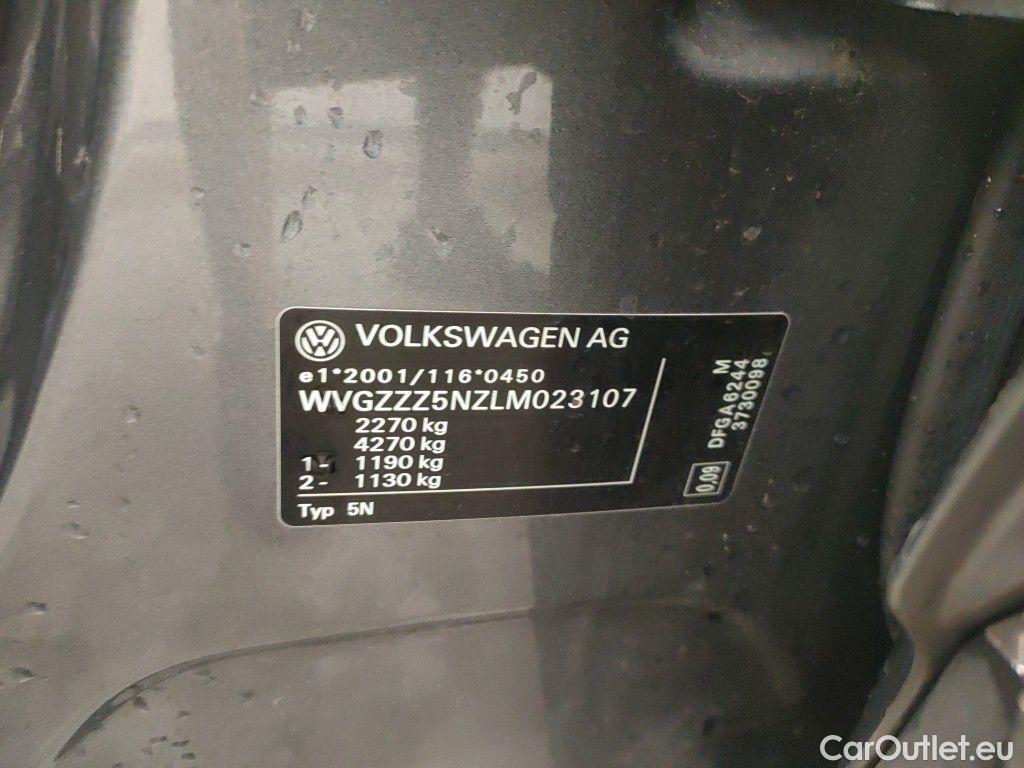 VOLKSWAGEN AG
e1*2001/116*0450
WVGZZZ5NZLM023107
2270 kg
4270 kg
1- 1190 kg
2- 1130 kg
Typ 5N
M
DFGA6244
3730098
0,09
CarOutlet.eu